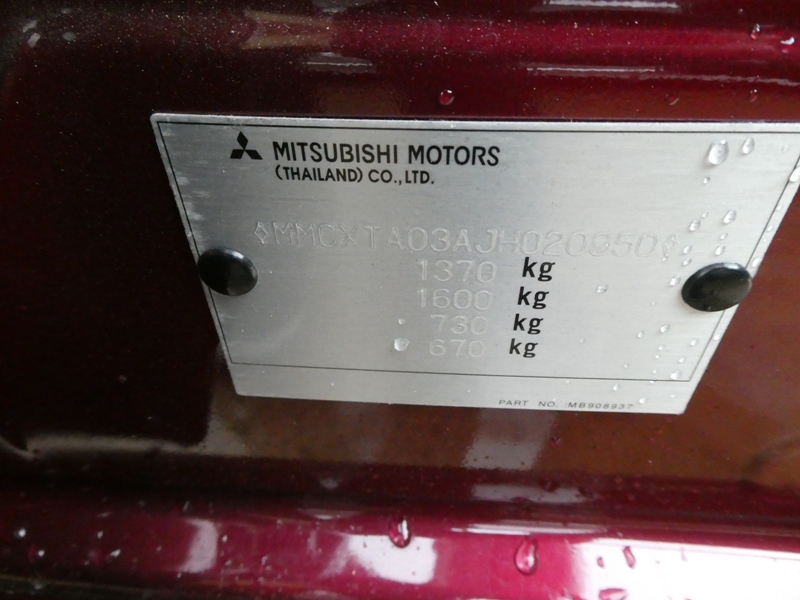 MITSUBISHI MOTORS
(THAILAND) CO.,LTD.
◊MMCXTA03AJH020950◊
1370 kg
1600 kg
730 kg
670 kg
PART NO. MB908937